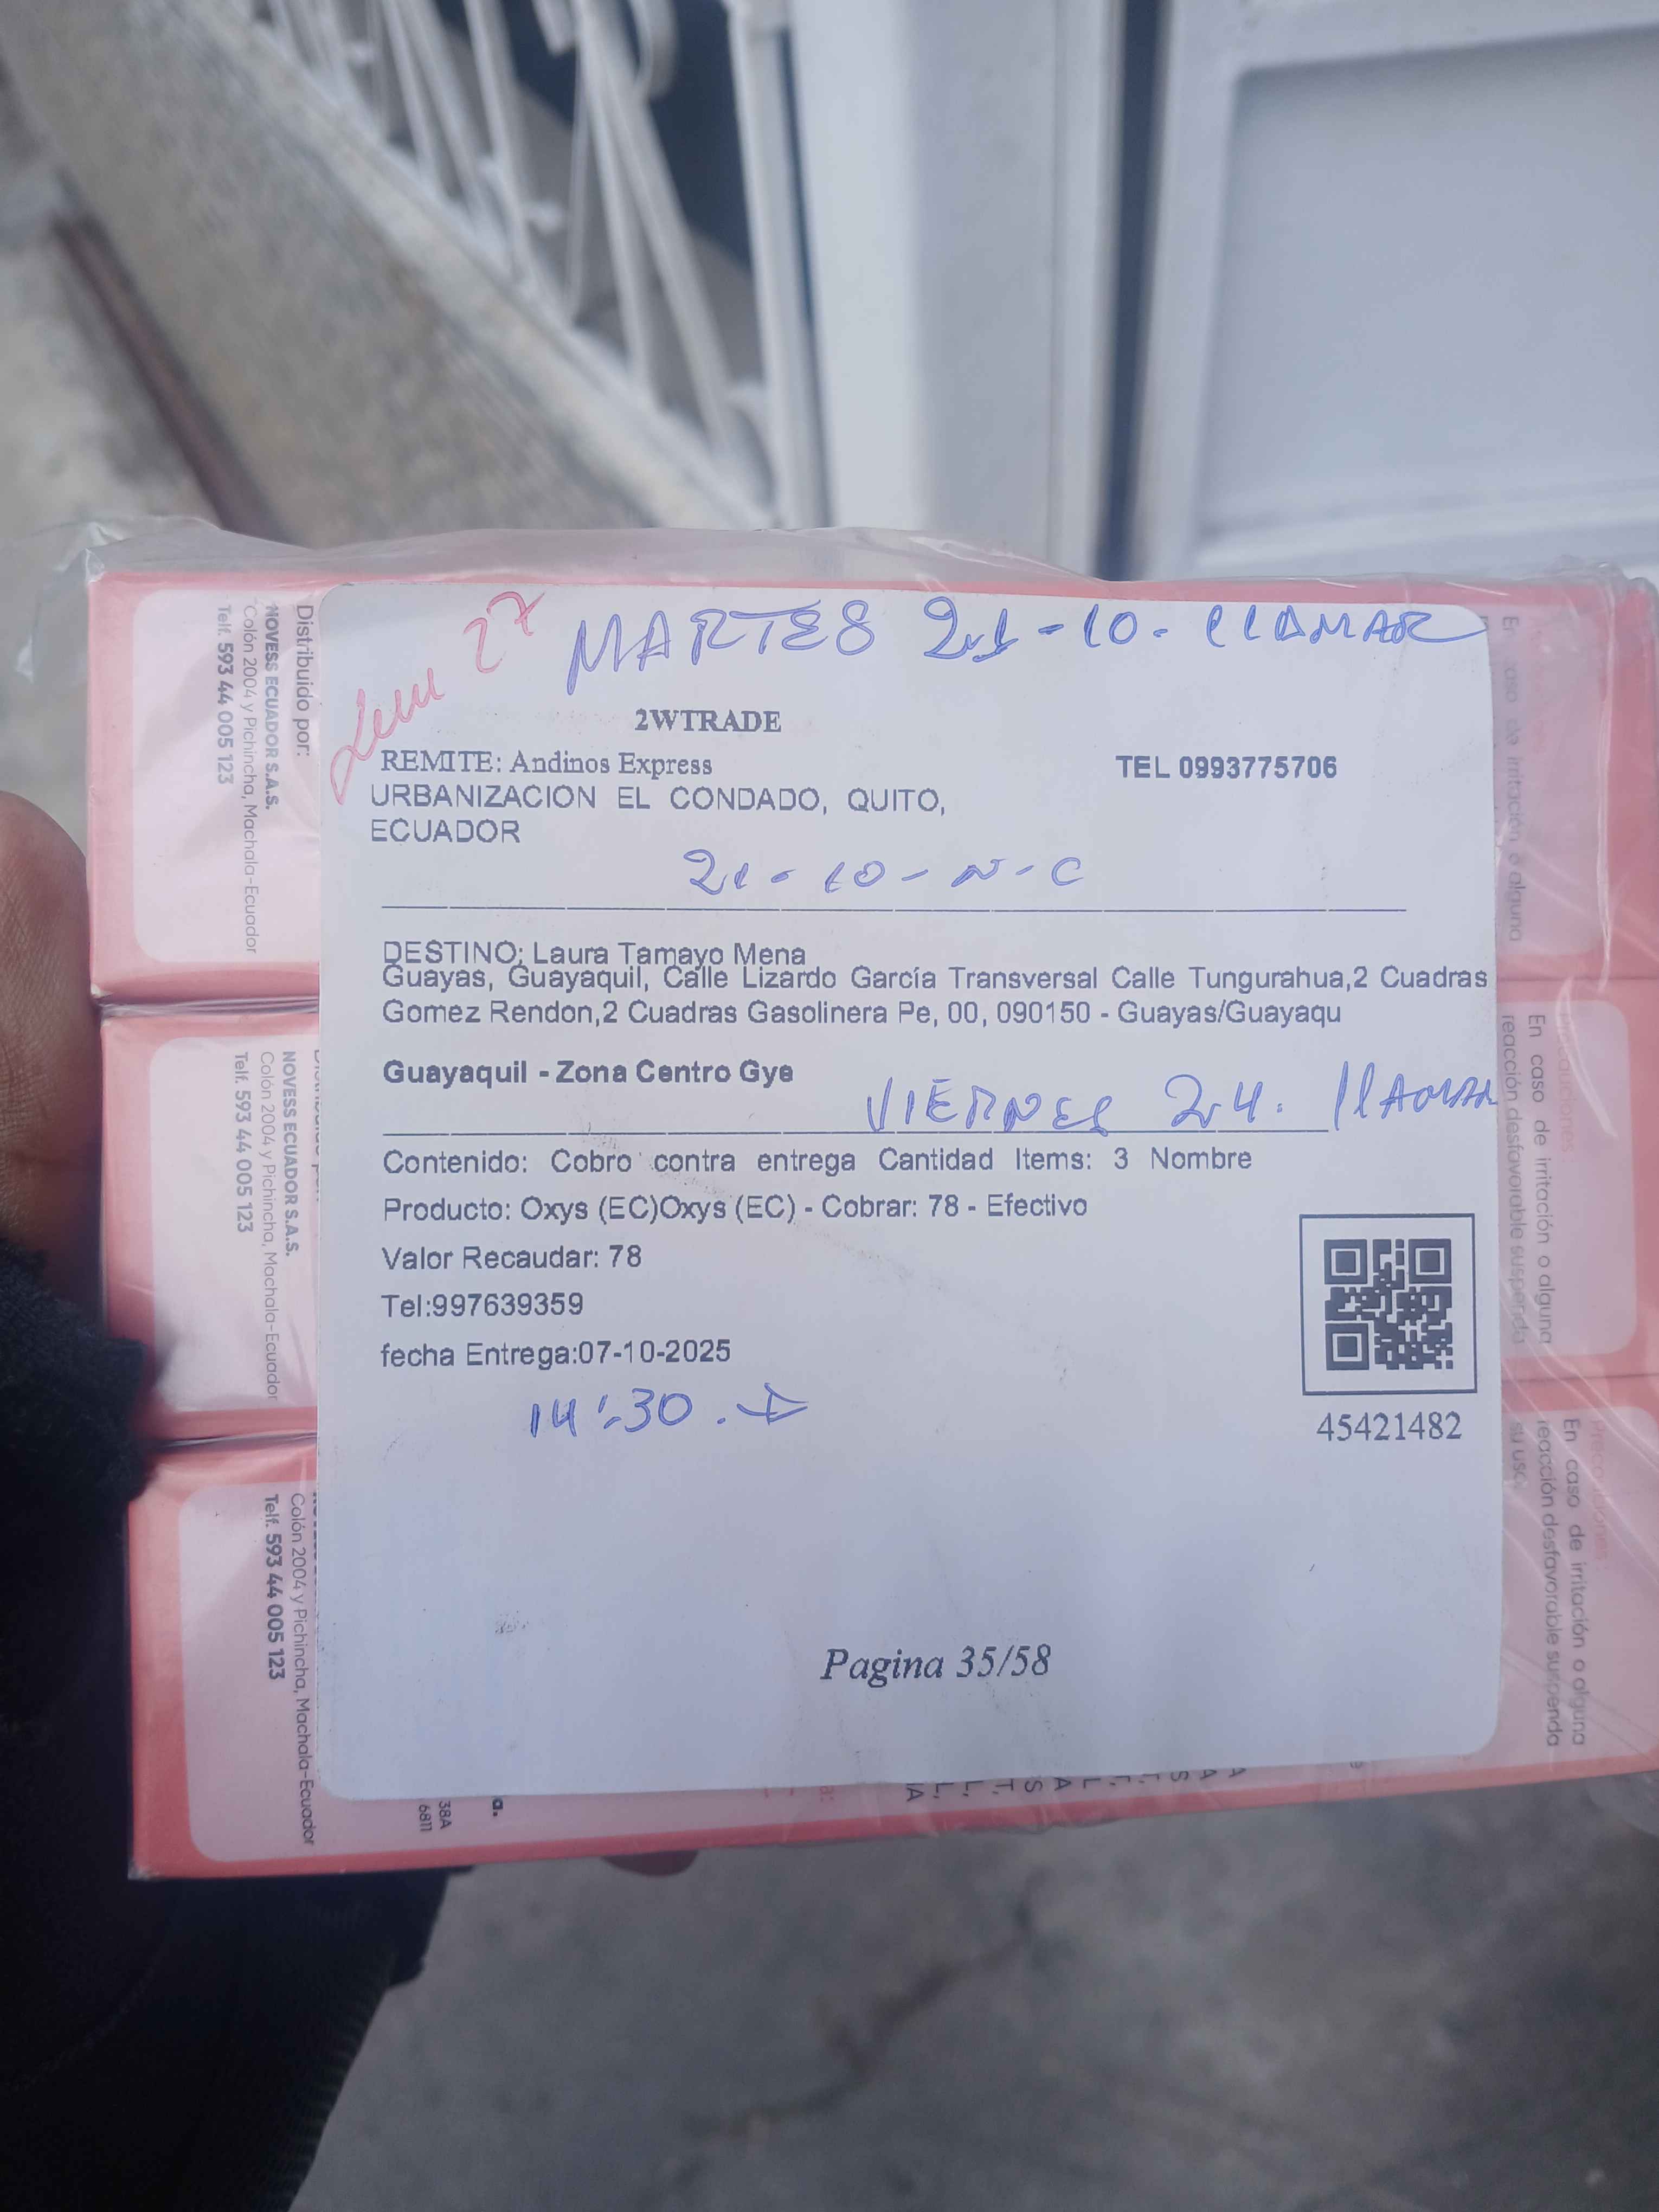 Lun 27
MARTES 21-10- LLAMAR
2WTRADE
REMITE: Andinos Express
TEL 0993775706
URBANIZACION EL CONDADO, QUITO,
ECUADOR
21-10-N-C
DESTINO: Laura Tamayo Mena
Guayas, Guayaquil, Calle Lizardo García Transversal Calle Tungurahua,2 Cuadras
Gomez Rendon,2 Cuadras Gasolinera Pe, 00, 090150 - Guayas/Guayaqu
Guayaquil - Zona Centro Gye
VIERNES 24. llAMAR
Contenido: Cobro contra entrega Cantidad Items: 3 Nombre
Producto: Oxys (EC)Oxys (EC) - Cobrar: 78 - Efectivo
Valor Recaudar: 78
Tel:997639359
fecha Entrega:07-10-2025
14:30.
45421482
Pagina 35/58
Distribuido por:
NOVESS ECUADOR S.A.S.
Colón 2004 y Pichincha, Machala-Ecuador
Telf. 593 44 005 123
NOVESS ECUADOR S.A.S.
Colón 2004 y Pichincha, Machala-Ecuador
Telf. 593 44 005 123
Colón 2004 y Pichincha, Machala-Ecuador
Telf. 593 44 005 123
38A
6811
a.
caso de irritación o alguna
En caso de irritación o alguna
reacción desfavorable suspenda
Precauciones:
En caso de irritación o alguna
reacción desfavorable suspenda
su uso.